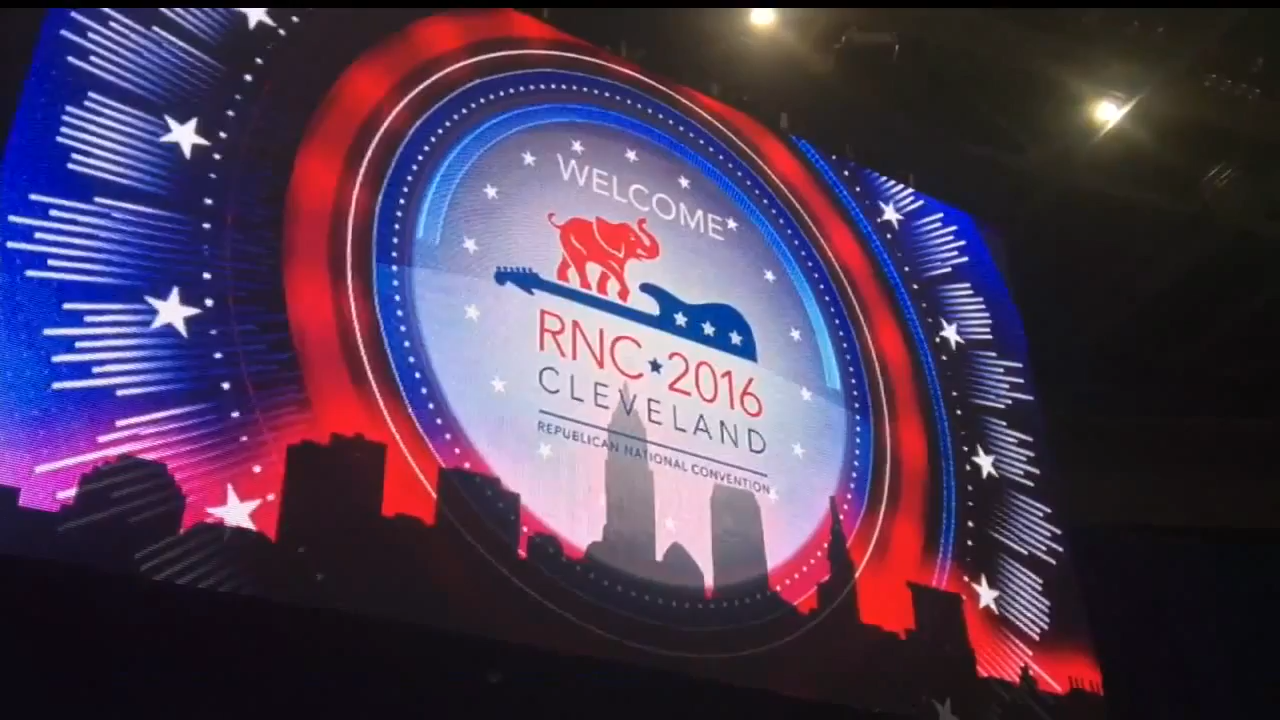 WELCOME
RNC★2016
CLEVELAND
REPUBLICAN NATIONAL CONVENTION